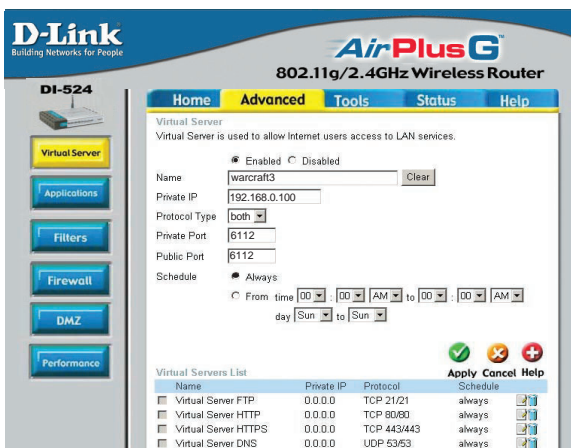 D-Link
Building Networks for People
AirPlus G
802.11g/2.4GHz Wireless Router
DI-524
Home Advanced Tools Status Help
Virtual Server
Virtual Server is used to allow Internet users access to LAN services.
Virtual Server
Enabled Disabled
Name warcraft3 Clear
Applications
Private IP 192.168.0.100
Protocol Type both
Filters
Private Port 6112
Public Port 6112
Firewall
Schedule Always
From time 00 : 00 AM to 00 : 00 AM
day Sun to Sun
DMZ
Performance
Apply Cancel Help
Virtual Servers List
Name Private IP Protocol Schedule
Virtual Server FTP 0.0.0.0 TCP 21/21 always
Virtual Server HTTP 0.0.0.0 TCP 80/80 always
Virtual Server HTTPS 0.0.0.0 TCP 443/443 always
Virtual Server DNS 0.0.0.0 UDP 53/53 always